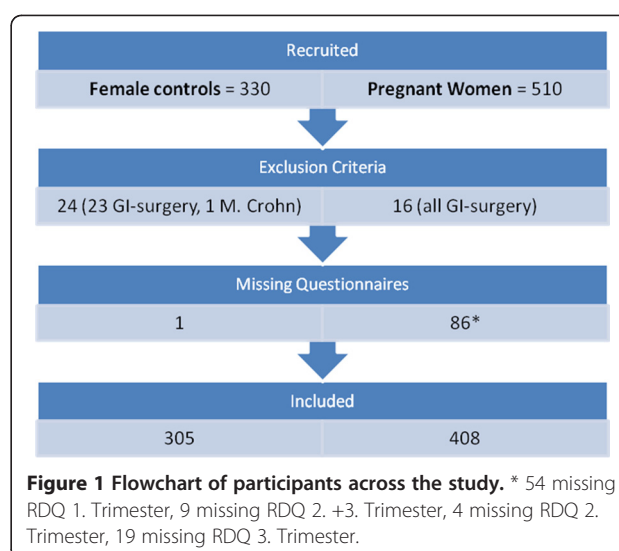 Recruited
Female controls = 330 Pregnant Women = 510
Exclusion Criteria
24 (23 GI-surgery, 1 M. Crohn) 16 (all GI-surgery)
Missing Questionnaires
1 86*
Included
305 408
Figure 1 Flowchart of participants across the study. * 54 missing
RDQ 1. Trimester, 9 missing RDQ 2. +3. Trimester, 4 missing RDQ 2.
Trimester, 19 missing RDQ 3. Trimester.